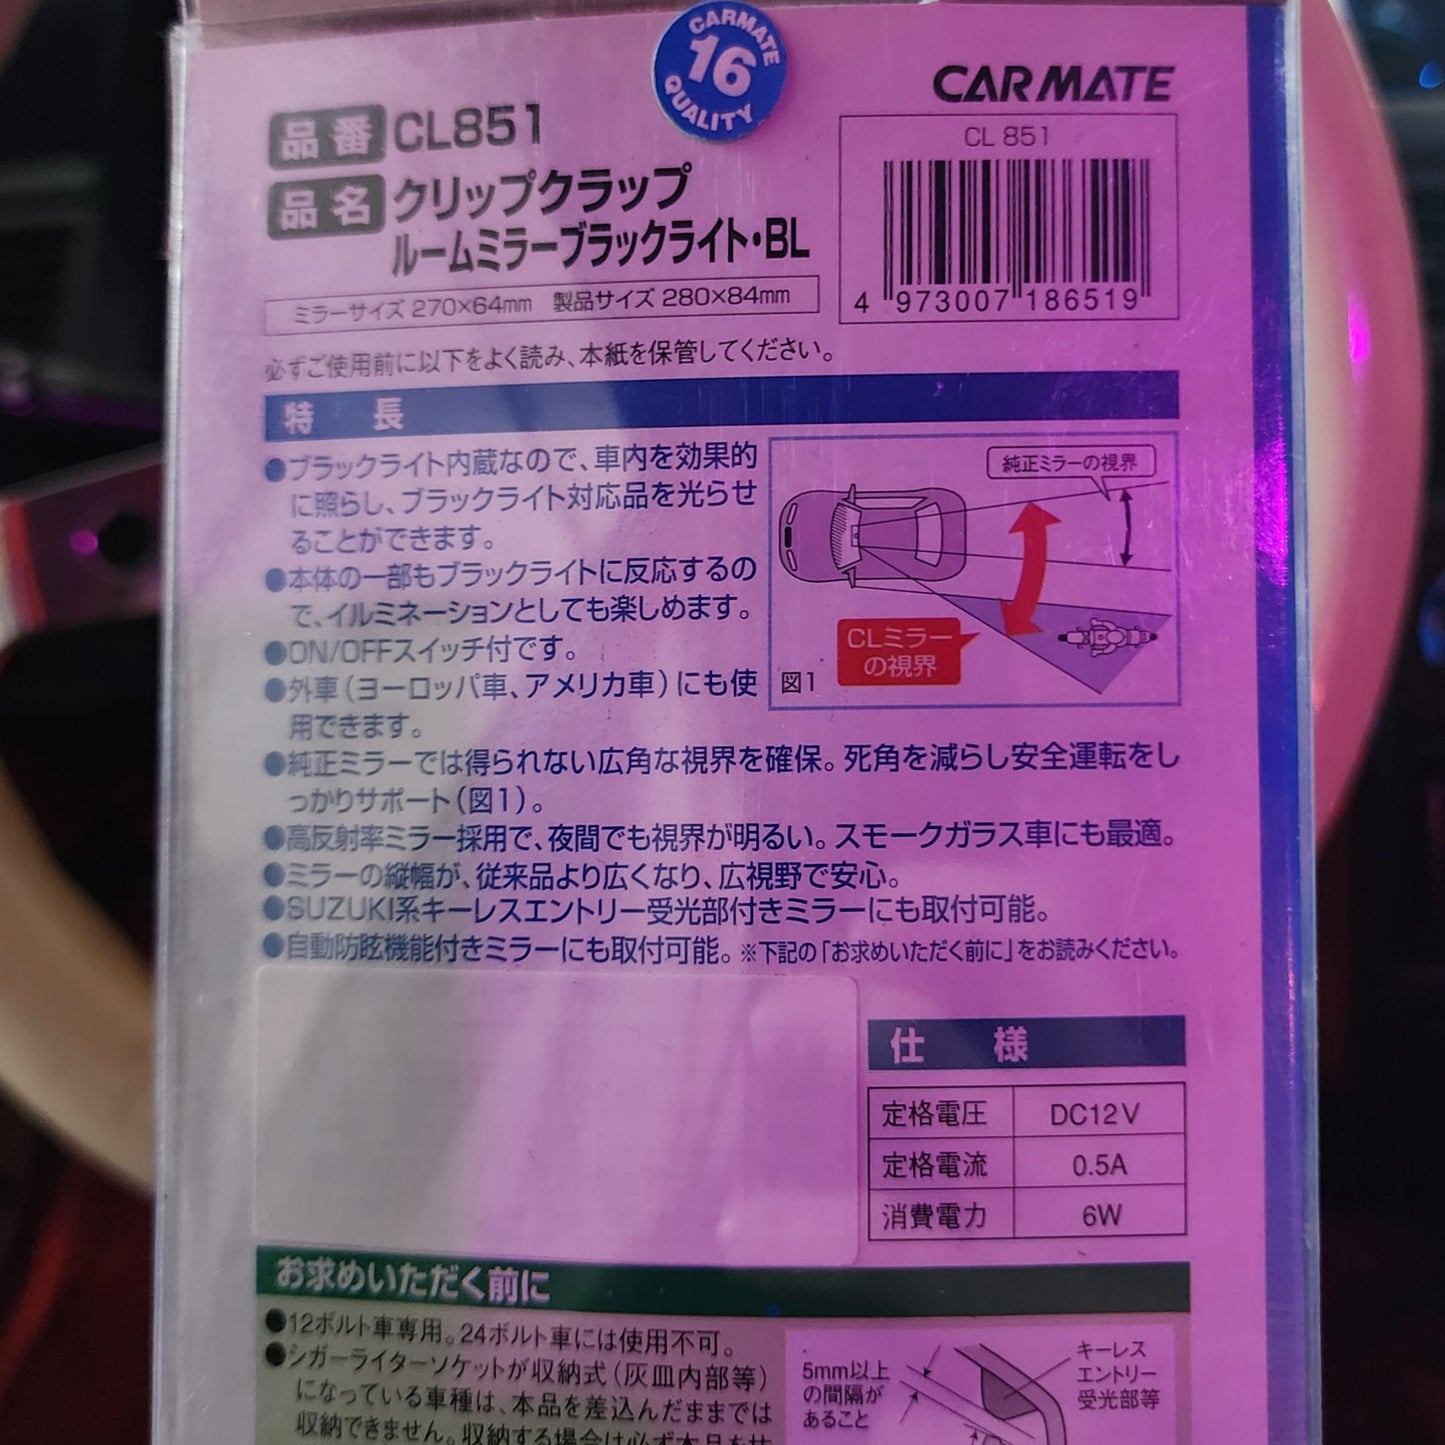 CARMATE
16
QUALITY
CARMATE
品番 CL851
品名 クリップクラップ
ルームミラーブラックライト・BL
ミラーサイズ 270×64mm 製品サイズ 280×84mm
CL 851
4 973007 186519
必ずご使用前に以下をよく読み、本紙を保管してください。
特 長
●ブラックライト内蔵なので、車内を効果的
に照らし、ブラックライト対応品を光らせ
ることができます。
●本体の一部もブラックライトに反応するの
で、イルミネーションとしても楽しめます。
●ON/OFFスイッチ付です。
●外車(ヨーロッパ車、アメリカ車)にも使
用できます。
純正ミラーの視界
CLミラー
の視界
図1
●純正ミラーでは得られない広角な視界を確保。死角を減らし安全運転をし
っかりサポート(図1)。
●高反射率ミラー採用で、夜間でも視界が明るい。スモークガラス車にも最適。
●ミラーの縦幅が、従来品より広くなり、広視野で安心。
●SUZUKI系キーレスエントリー受光部付きミラーにも取付可能。
●自動防眩機能付きミラーにも取付可能。※下記の「お求めいただく前に」をお読みください。
仕 様
定格電圧 DC12V
定格電流 0.5A
消費電力 6W
お求めいただく前に
●12ボルト車専用。24ボルト車には使用不可。
●シガーライターソケットが収納式(灰皿内部等)
になっている車種は、本品を差込んだままでは
収納できません。収納する場合は必ず本品を
5mm以上
の間隔が
あること
キーレス
エントリー
受光部等